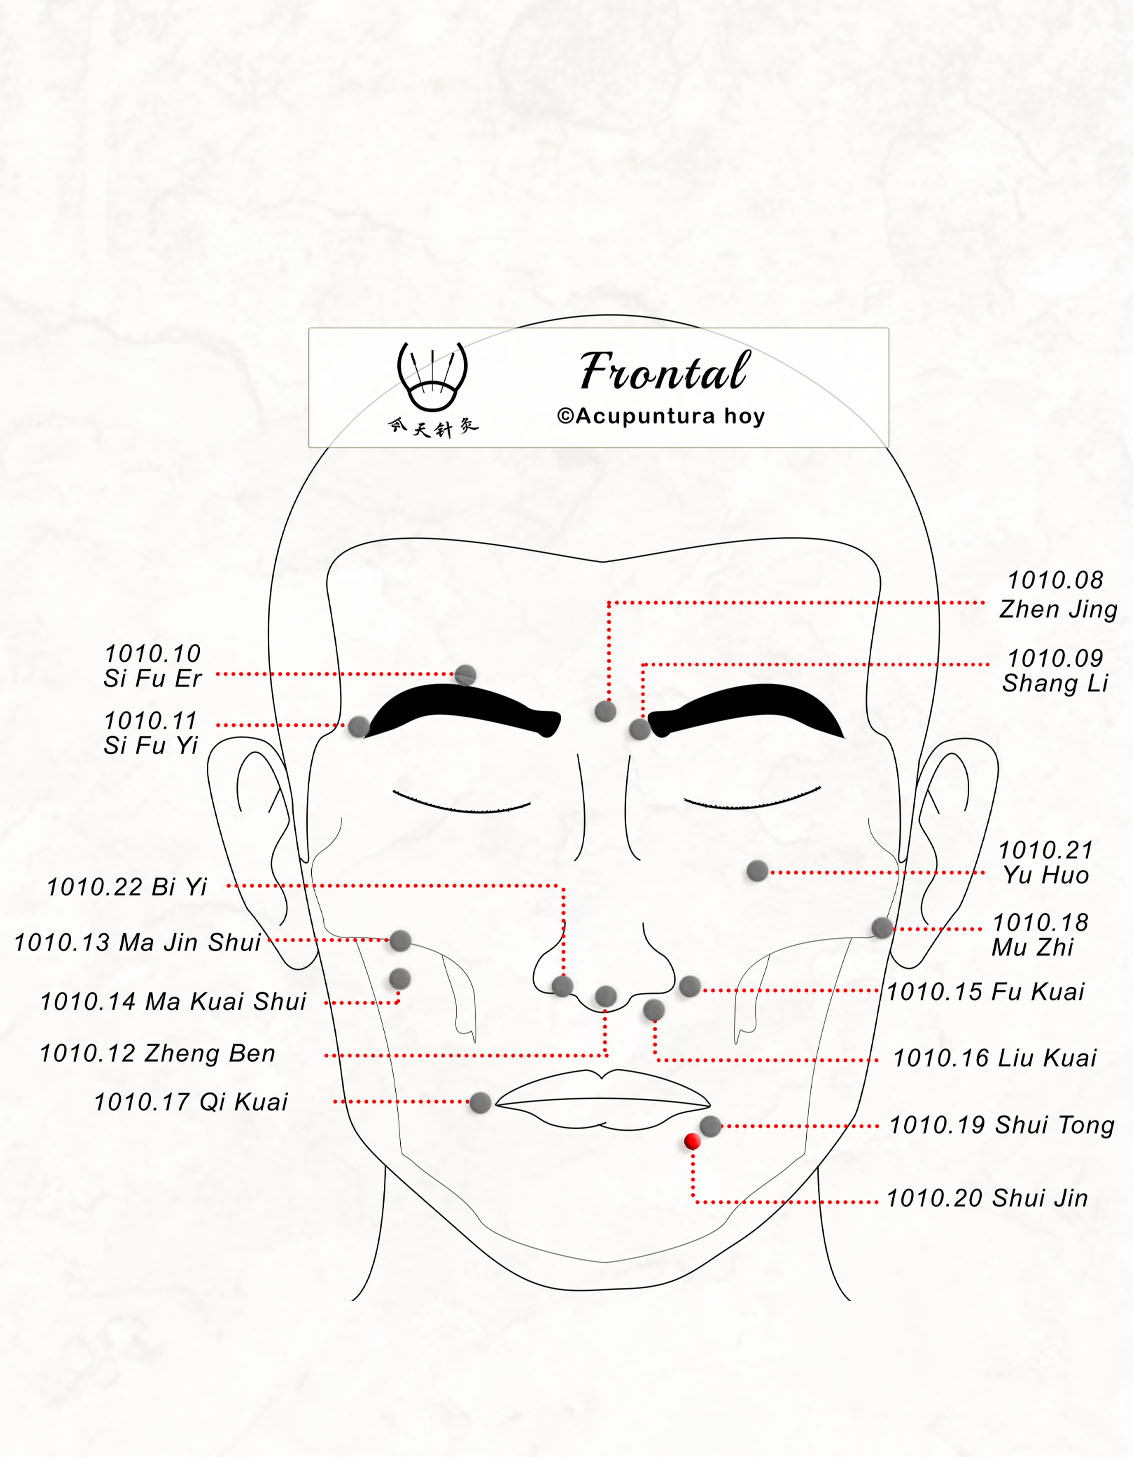 Frontal
©Acupuntura hoy
今天针灸
1010.08
Zhen Jing
1010.10
Si Fu Er
1010.09
Shang Li
1010.11
Si Fu Yi
1010.21
Yu Huo
1010.22 Bi Yi
1010.18
Mu Zhi
1010.13 Ma Jin Shui
1010.14 Ma Kuai Shui
1010.15 Fu Kuai
1010.12 Zheng Ben
1010.16 Liu Kuai
1010.17 Qi Kuai
1010.19 Shui Tong
1010.20 Shui Jin